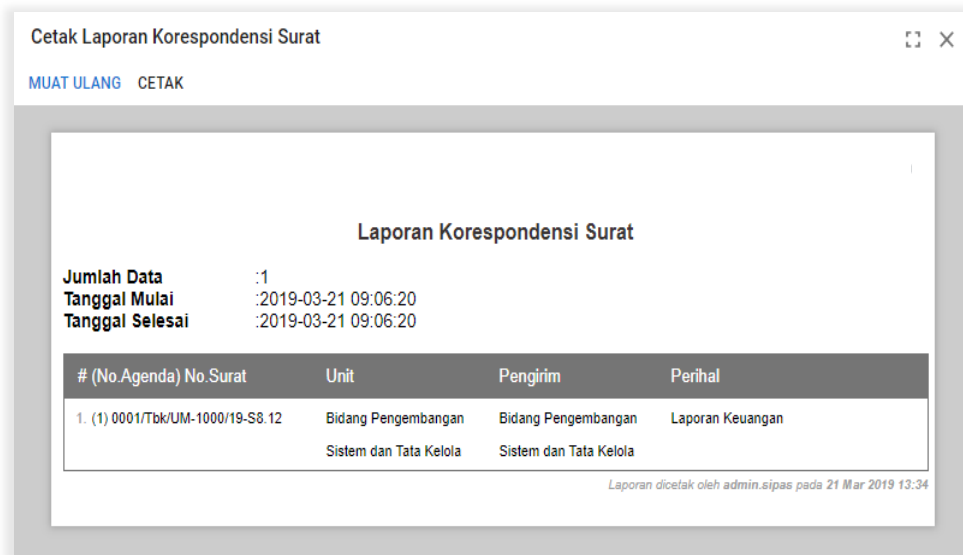 Cetak Laporan Korespondensi Surat
MUAT ULANG CETAK
Laporan Korespondensi Surat
Jumlah Data :1
Tanggal Mulai :2019-03-21 09:06:20
Tanggal Selesai :2019-03-21 09:06:20
# (No.Agenda) No.Surat Unit Pengirim Perihal
1. (1) 0001/Tbk/UM-1000/19-S8.12 Bidang Pengembangan Bidang Pengembangan Laporan Keuangan
Sistem dan Tata Kelola Sistem dan Tata Kelola
Laporan dicetak oleh admin.sipas pada 21 Mar 2019 13:34